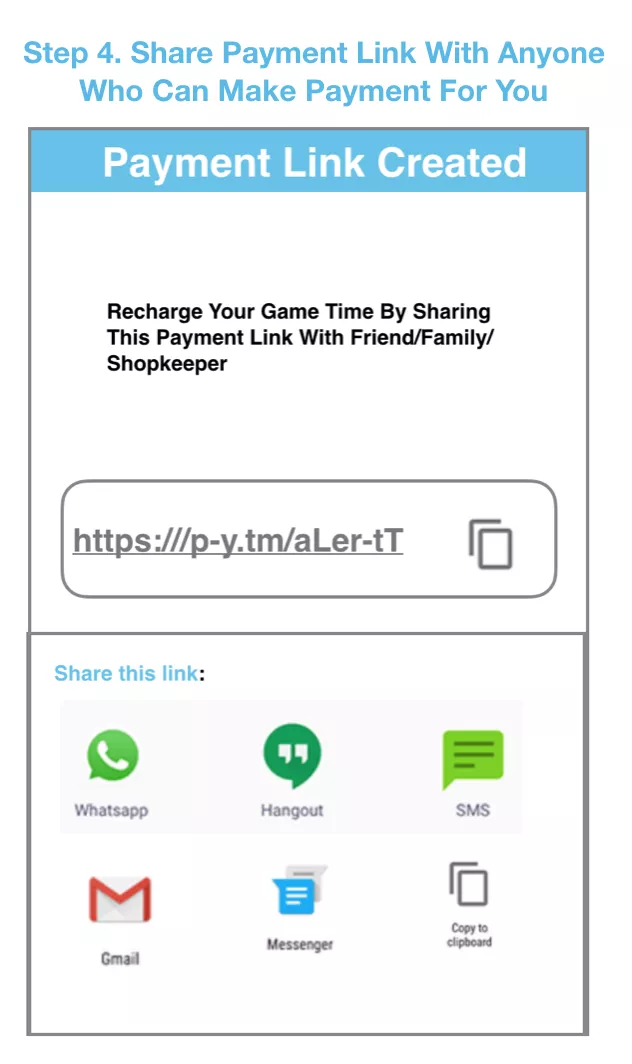 Step 4. Share Payment Link With Anyone
Who Can Make Payment For You
Payment Link Created
Recharge Your Game Time By Sharing
This Payment Link With Friend/Family/
Shopkeeper
https:///p-y.tm/aLer-tT
Share this link:
Whatsapp
Hangout
SMS
Gmail
Messenger
Copy to
clipboard